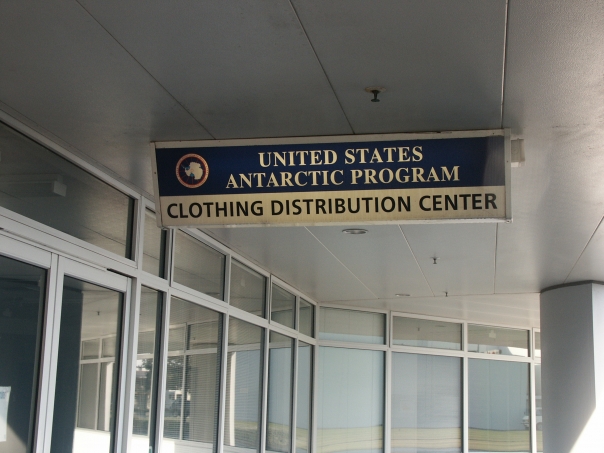 UNITED STATES
ANTARCTIC PROGRAM
CLOTHING DISTRIBUTION CENTER